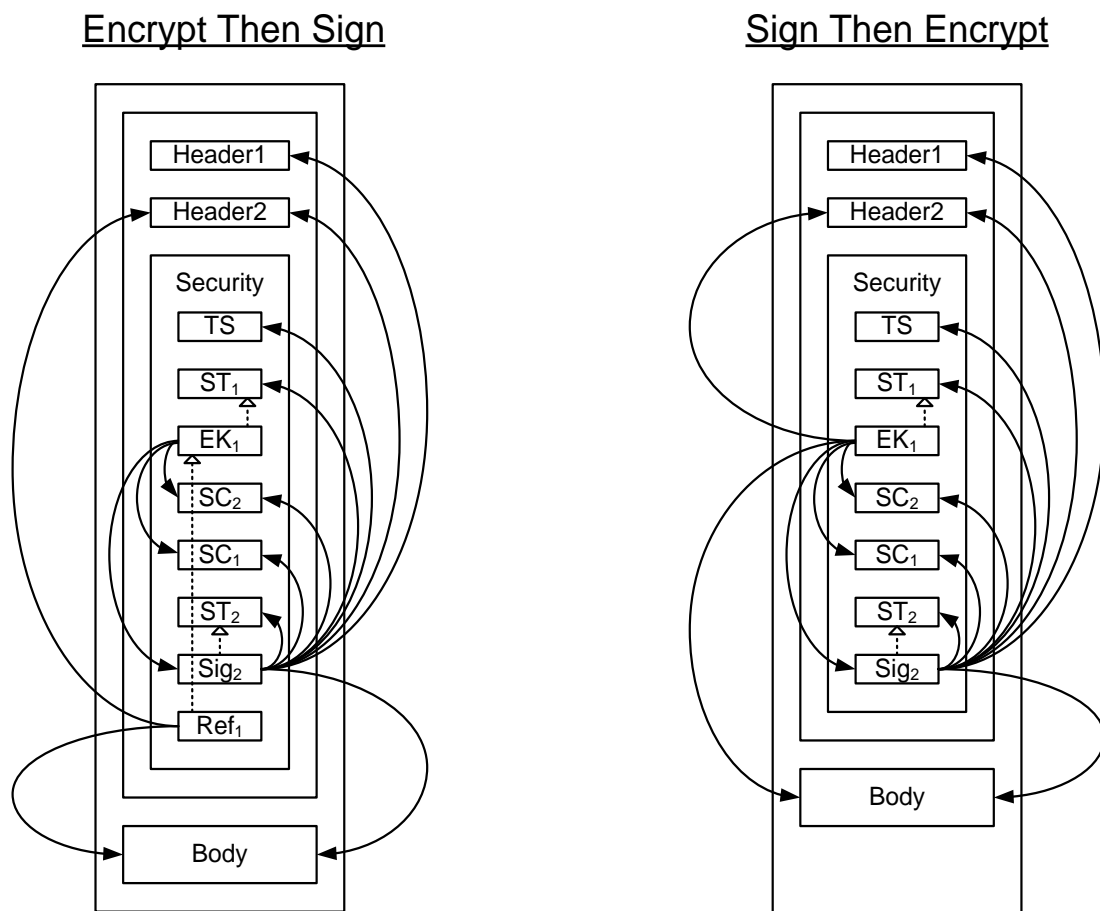 Encrypt Then Sign
Header1
Header2
Security
TS
ST₁
EK₁
SC₂
SC₁
ST₂
Sig₂
Ref₁
Body
Sign Then Encrypt
Header1
Header2
Security
TS
ST₁
EK₁
SC₂
SC₁
ST₂
Sig₂
Body